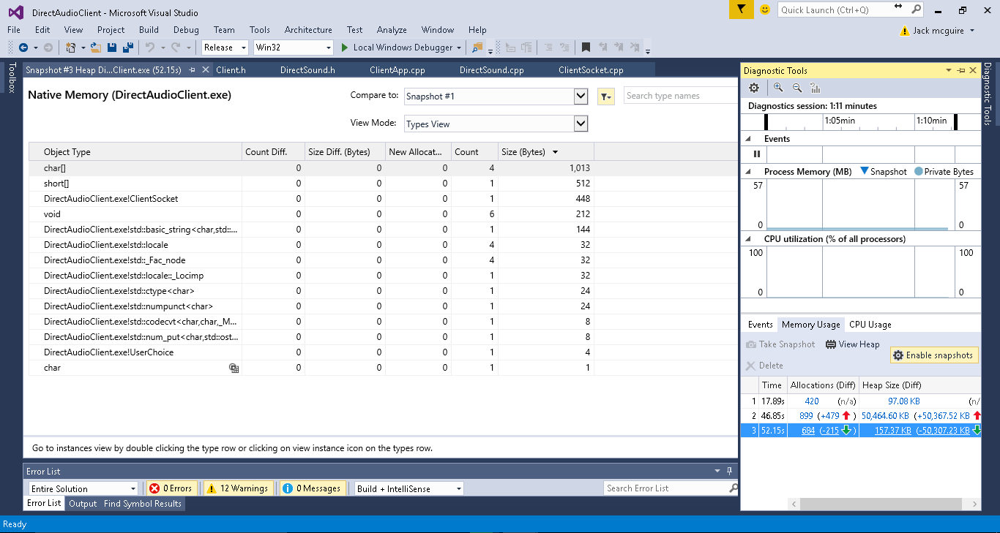 DirectAudioClient - Microsoft Visual Studio
Quick Launch (Ctrl+Q)
File Edit View Project Build Debug Team Tools Architecture Test Analyze Window Help
Jack mcguire
Release Win32 Local Windows Debugger
Toolbox
Snapshot #3 Heap Di...Client.exe (52.15s) Client.h DirectSound.h ClientApp.cpp DirectSound.cpp ClientSocket.cpp
Native Memory (DirectAudioClient.exe)
Compare to: Snapshot #1
Search type names
View Mode: Types View
Object Type Count Diff. Size Diff. (Bytes) New Allocat... Count Size (Bytes)
char[] 0 0 0 4 1,013
short[] 0 0 0 1 512
DirectAudioClient.exe!ClientSocket 0 0 0 1 448
void 0 0 0 6 212
DirectAudioClient.exe!std::basic_string<char,std::... 0 0 0 1 144
DirectAudioClient.exe!std::locale 0 0 0 4 32
DirectAudioClient.exe!std::_Fac_node 0 0 0 4 32
DirectAudioClient.exe!std::locale::_Locimp 0 0 0 1 32
DirectAudioClient.exe!std::ctype<char> 0 0 0 1 24
DirectAudioClient.exe!std::numpunct<char> 0 0 0 1 24
DirectAudioClient.exe!std::codecvt<char,char,_M... 0 0 0 1 8
DirectAudioClient.exe!std::num_put<char,std::ost... 0 0 0 1 8
DirectAudioClient.exe!UserChoice 0 0 0 1 4
char 0 0 0 1 1
Go to instances view by double clicking the type row or clicking on view instance icon on the types row.
Error List
Entire Solution 0 Errors 12 Warnings 0 Messages Build + IntelliSense Search Error List
Error List Output Find Symbol Results
Diagnostic Tools
Diagnostics session: 1:11 minutes
1:05min 1:10min
Events
Process Memory (MB) Snapshot Private Bytes
57 57
0 0
CPU utilization (% of all processors)
100 100
0 0
Events Memory Usage CPU Usage
Take Snapshot View Heap Enable snapshots
Delete
Time Allocations (Diff) Heap Size (Diff)
1 17.89s 420 (n/a) 97.08 KB (n/
2 46.85s 899 (+479 ) 50,464.60 KB (+50,367.52 KB
3 52.15s 684 (-215 ) 157.37 KB (-50,307.23 KB
Diagnostic Tools
Ready